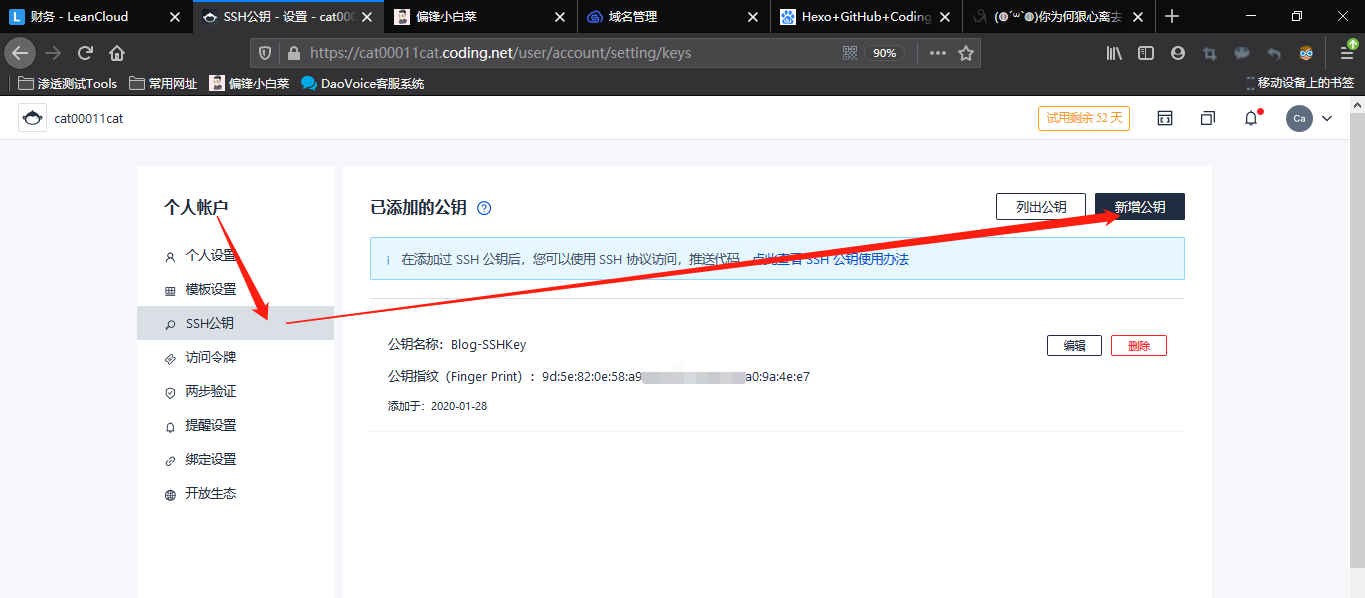 财务 - LeanCloud
SSH公钥 - 设置 - cat000
偏锋小白菜
域名管理
Hexo+GitHub+Coding
(◍´꒳`◍)你为何狠心离去
https://cat00011cat.coding.net/user/account/setting/keys
90%
渗透测试Tools
常用网址
偏锋小白菜
DaoVoice客服系统
移动设备上的书签
cat00011cat
试用剩余 52 天
Ca
个人帐户
个人设置
模板设置
SSH公钥
访问令牌
两步验证
提醒设置
绑定设置
开放生态
已添加的公钥
列出公钥
新增公钥
在添加过 SSH 公钥后，您可以使用 SSH 协议访问，推送代码 点此查看 SSH 公钥使用办法
公钥名称：Blog-SSHKey
编辑
删除
公钥指纹（Finger Print）：9d:5e:82:0e:58:a9 a0:9a:4e:e7
添加于：2020-01-28